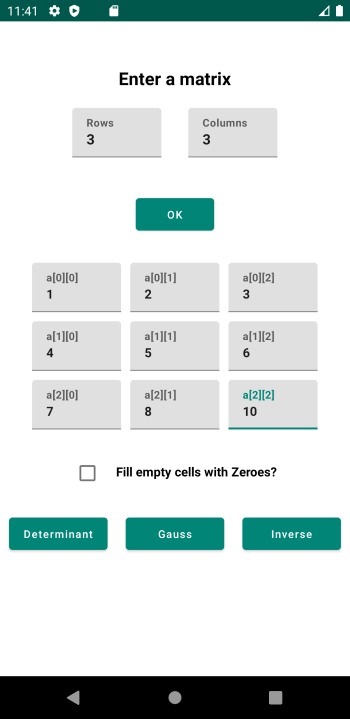 11:41
Enter a matrix
Rows Columns
3 3
OK
a[0][0] a[0][1] a[0][2]
1 2 3
a[1][0] a[1][1] a[1][2]
4 5 6
a[2][0] a[2][1] a[2][2]
7 8 10
Fill empty cells with Zeroes?
Determinant Gauss Inverse